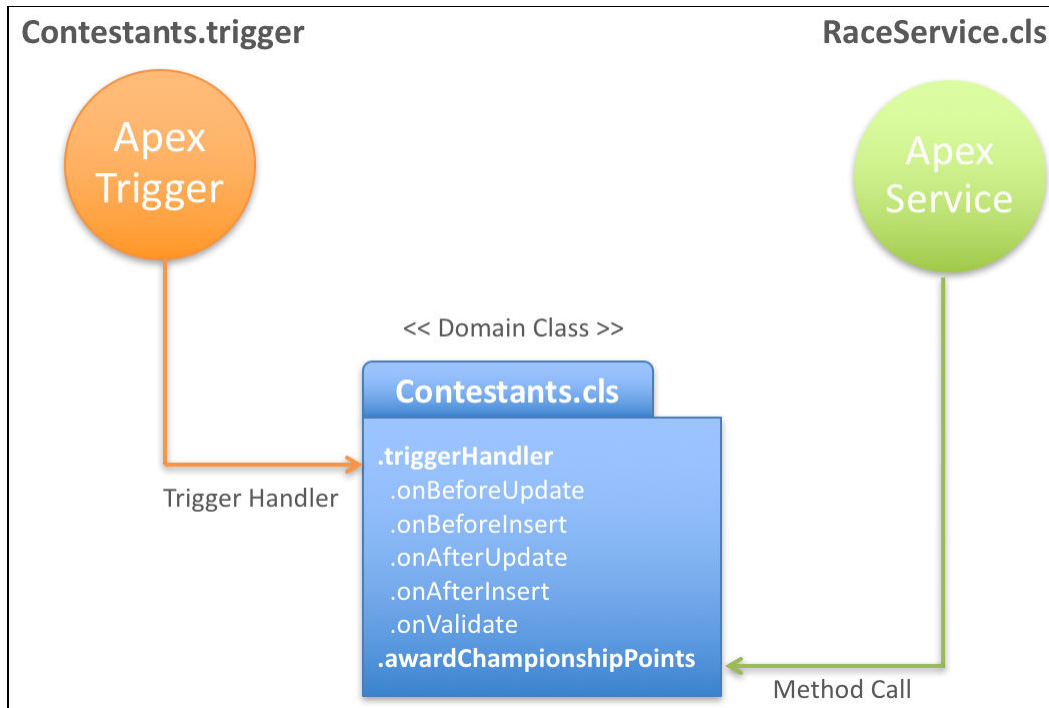 Contestants.trigger
RaceService.cls
Apex
Trigger
Apex
Service
<< Domain Class >>
Contestants.cls
.triggerHandler
.onBeforeUpdate
.onBeforeInsert
.onAfterUpdate
.onAfterInsert
.onValidate
.awardChampionshipPoints
Trigger Handler
Method Call